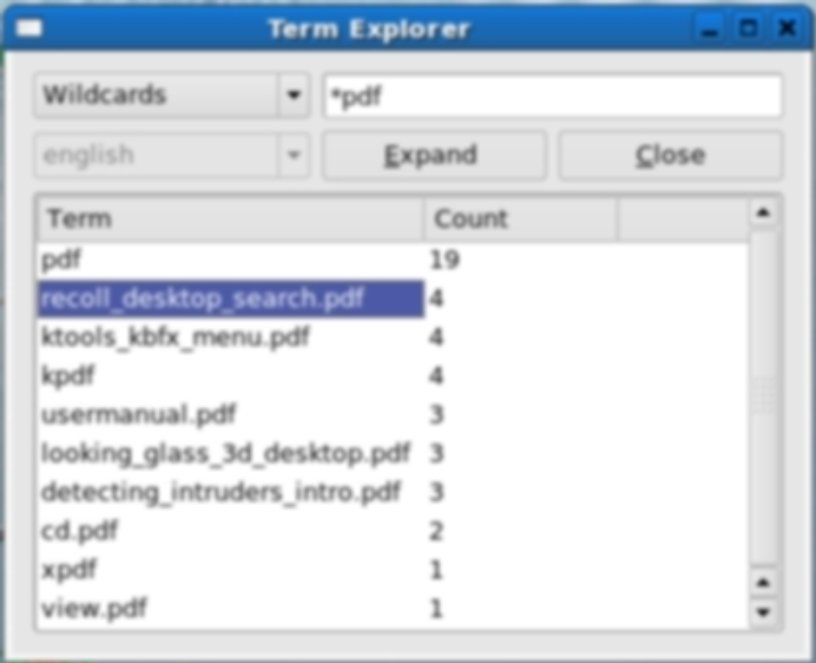 Term Explorer
Wildcards *pdf
english Expand Close
Term Count
pdf 19
recoll_desktop_search.pdf 4
ktools_kbfx_menu.pdf 4
kpdf 4
usermanual.pdf 3
looking_glass_3d_desktop.pdf 3
detecting_intruders_intro.pdf 3
cd.pdf 2
xpdf 1
view.pdf 1